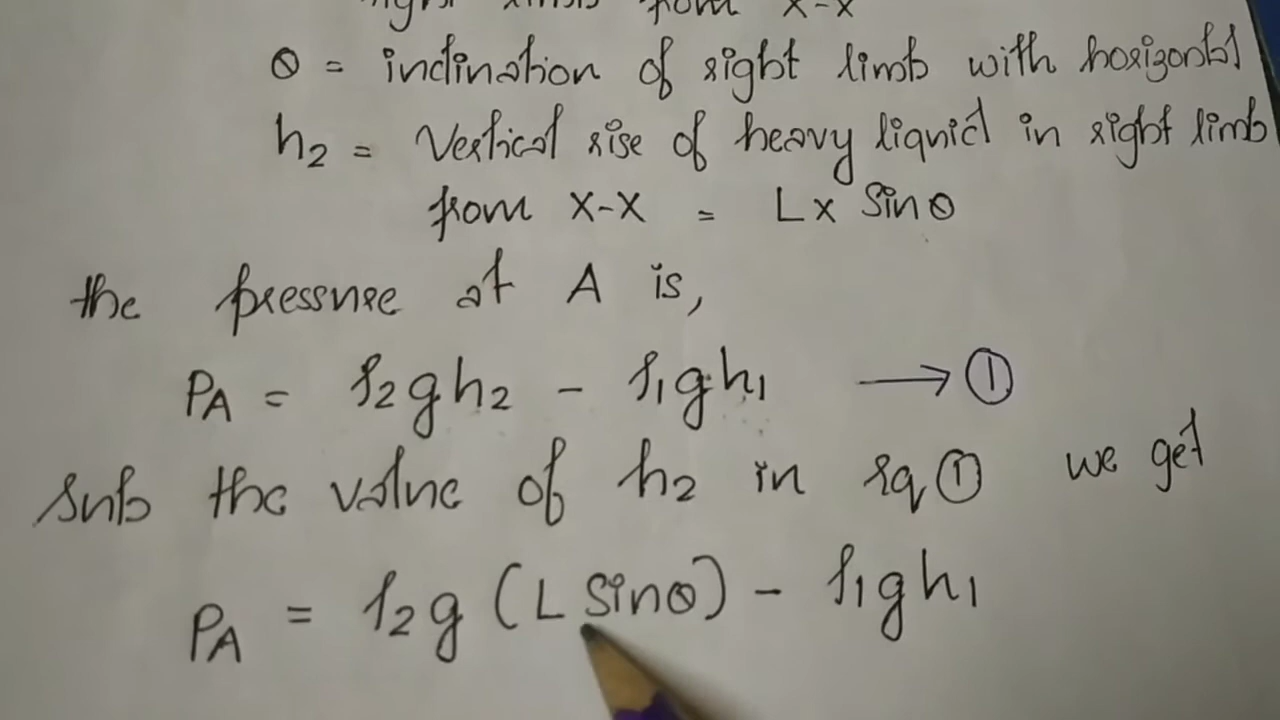 from X-X
θ = inclination of right limb with horizontal
h₂ = Vertical rise of heavy liquid in right limb
from X-X = L× Sinθ
the pressure at A is,
PA = ρ₂gh₂ - ρ₁gh₁ → ①
sub the value of h₂ in eq ① we get
PA = ρ₂g (L Sinθ) - ρ₁gh₁